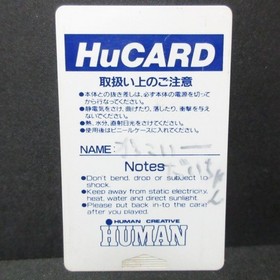 HuCARD
取扱い上のご注意
●本体との抜き差しは、必ず本体の電源を切って
から行なってください。
●静電気をさけ、曲げたり、落したり、衝撃を与え
ないでください。
●熱、水分、直射日光をさけてください。
●使用後はビニールケースに入れてください。
NAME:
Notes
●Don't bend, drop or subject to
shock.
●Keep away from static electricity,
heat, water and direct sunlight.
●Please put back in-to the card
after you played.
HUMAN CREATIVE
HUMAN